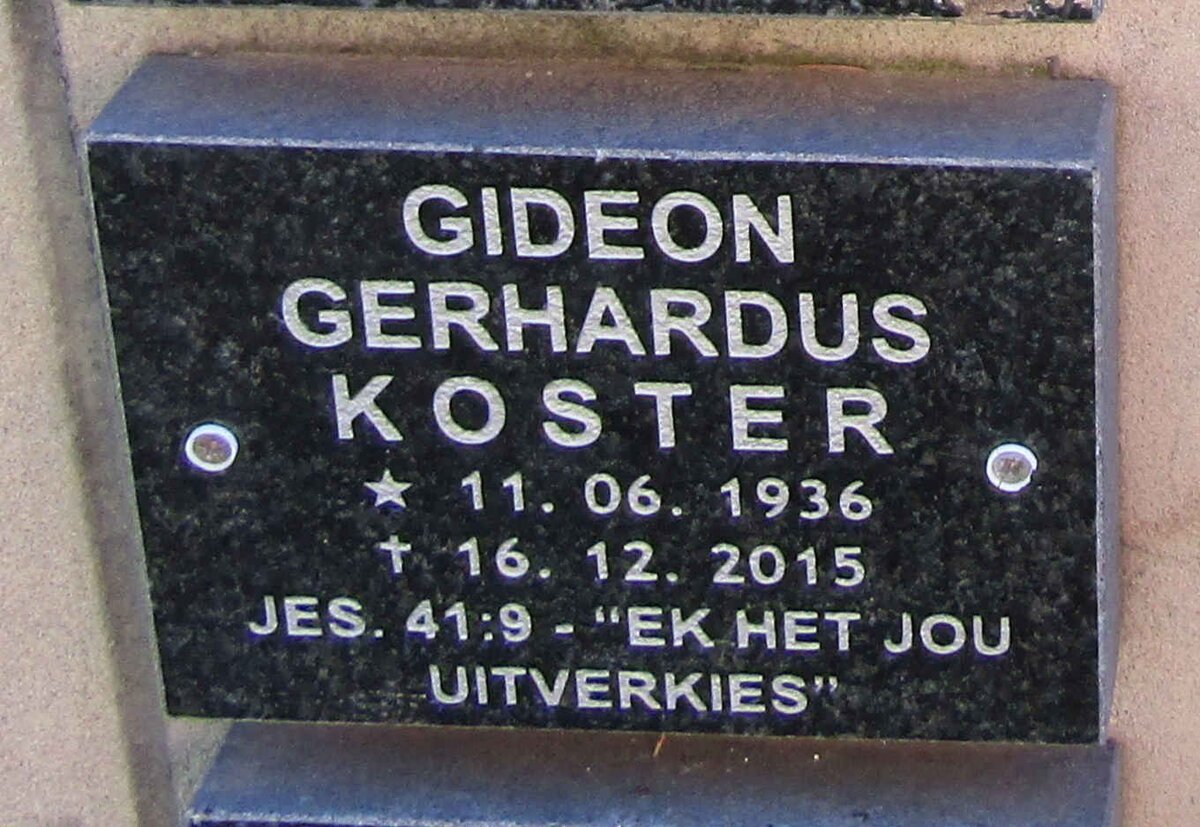 GIDEON
GERHARDUS
KOSTER
★ 11. 06. 1936
✝ 16. 12. 2015
JES. 41:9 - “EK HET JOU
UITVERKIES”